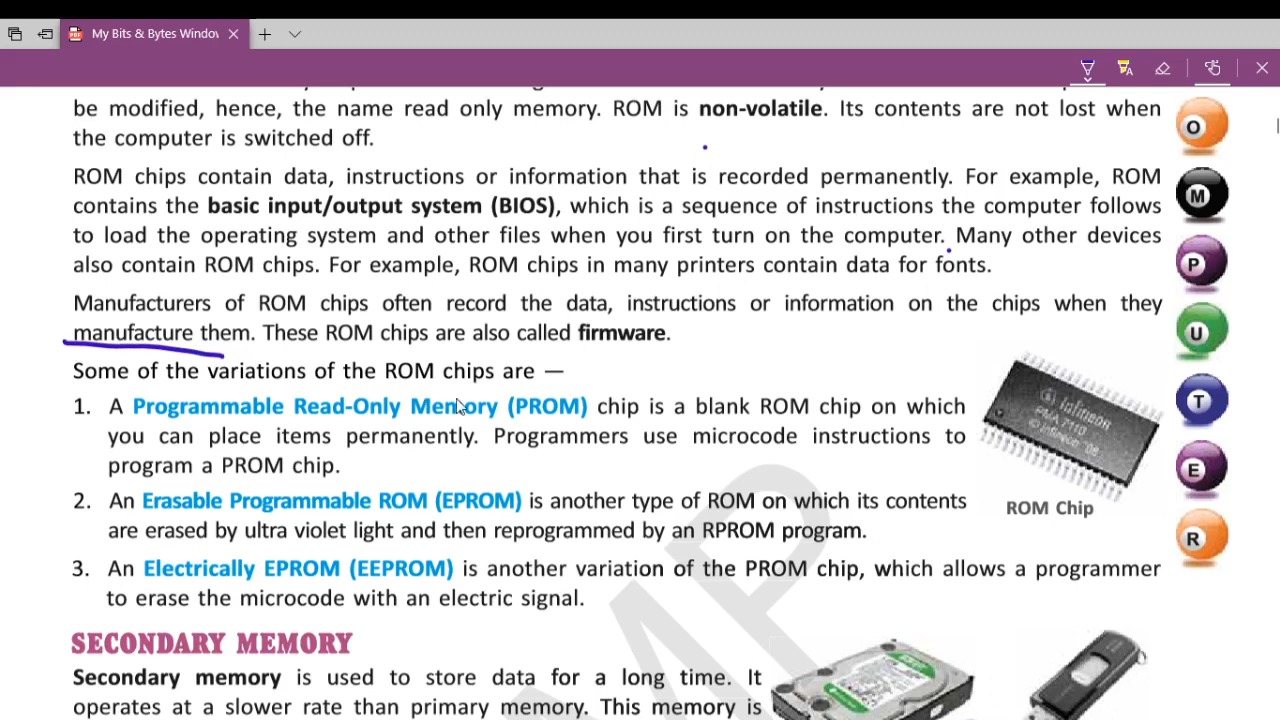 My Bits & Bytes Window
be modified, hence, the name read only memory. ROM is non-volatile. Its contents are not lost when
the computer is switched off.
ROM chips contain data, instructions or information that is recorded permanently. For example, ROM
contains the basic input/output system (BIOS), which is a sequence of instructions the computer follows
to load the operating system and other files when you first turn on the computer. Many other devices
also contain ROM chips. For example, ROM chips in many printers contain data for fonts.
Manufacturers of ROM chips often record the data, instructions or information on the chips when they
manufacture them. These ROM chips are also called firmware.
Some of the variations of the ROM chips are —
1. A Programmable Read-Only Memory (PROM) chip is a blank ROM chip on which
you can place items permanently. Programmers use microcode instructions to
program a PROM chip.
2. An Erasable Programmable ROM (EPROM) is another type of ROM on which its contents
are erased by ultra violet light and then reprogrammed by an RPROM program.
3. An Electrically EPROM (EEPROM) is another variation of the PROM chip, which allows a programmer
to erase the microcode with an electric signal.
Infineon
PMA 7110
© Infineon '08
ROM Chip
SECONDARY MEMORY
Secondary memory is used to store data for a long time. It
operates at a slower rate than primary memory. This memory is
O
M
P
U
T
E
R
MP